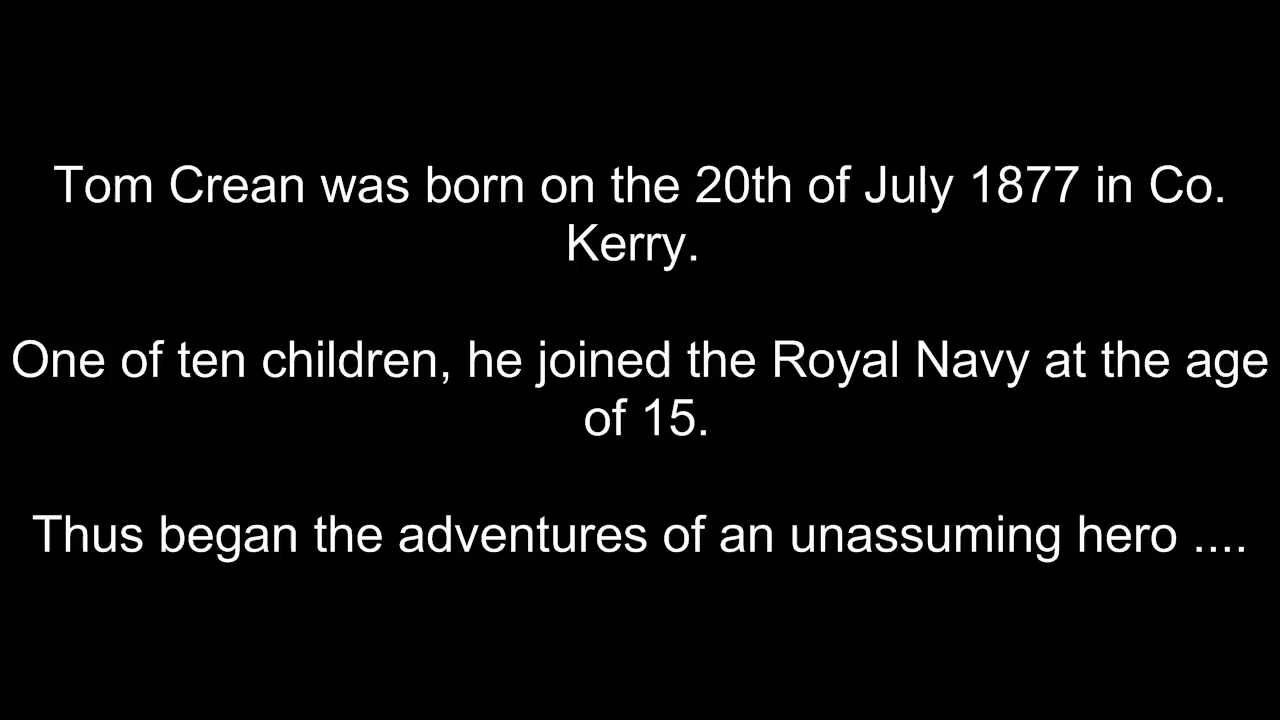 Tom Crean was born on the 20th of July 1877 in Co.
Kerry.
One of ten children, he joined the Royal Navy at the age
of 15.
Thus began the adventures of an unassuming hero ....